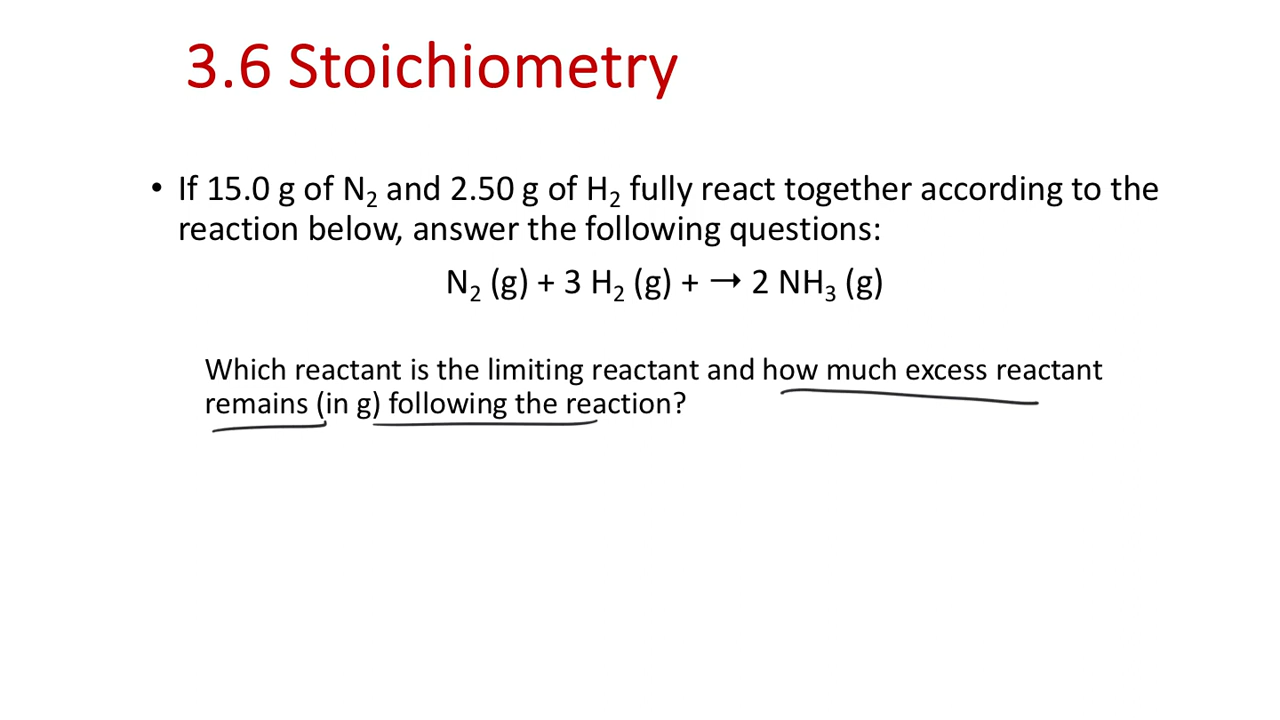 3.6 Stoichiometry
• If 15.0 g of N₂ and 2.50 g of H₂ fully react together according to the
reaction below, answer the following questions:
N₂ (g) + 3 H₂ (g) + → 2 NH₃ (g)
Which reactant is the limiting reactant and how much excess reactant
remains (in g) following the reaction?